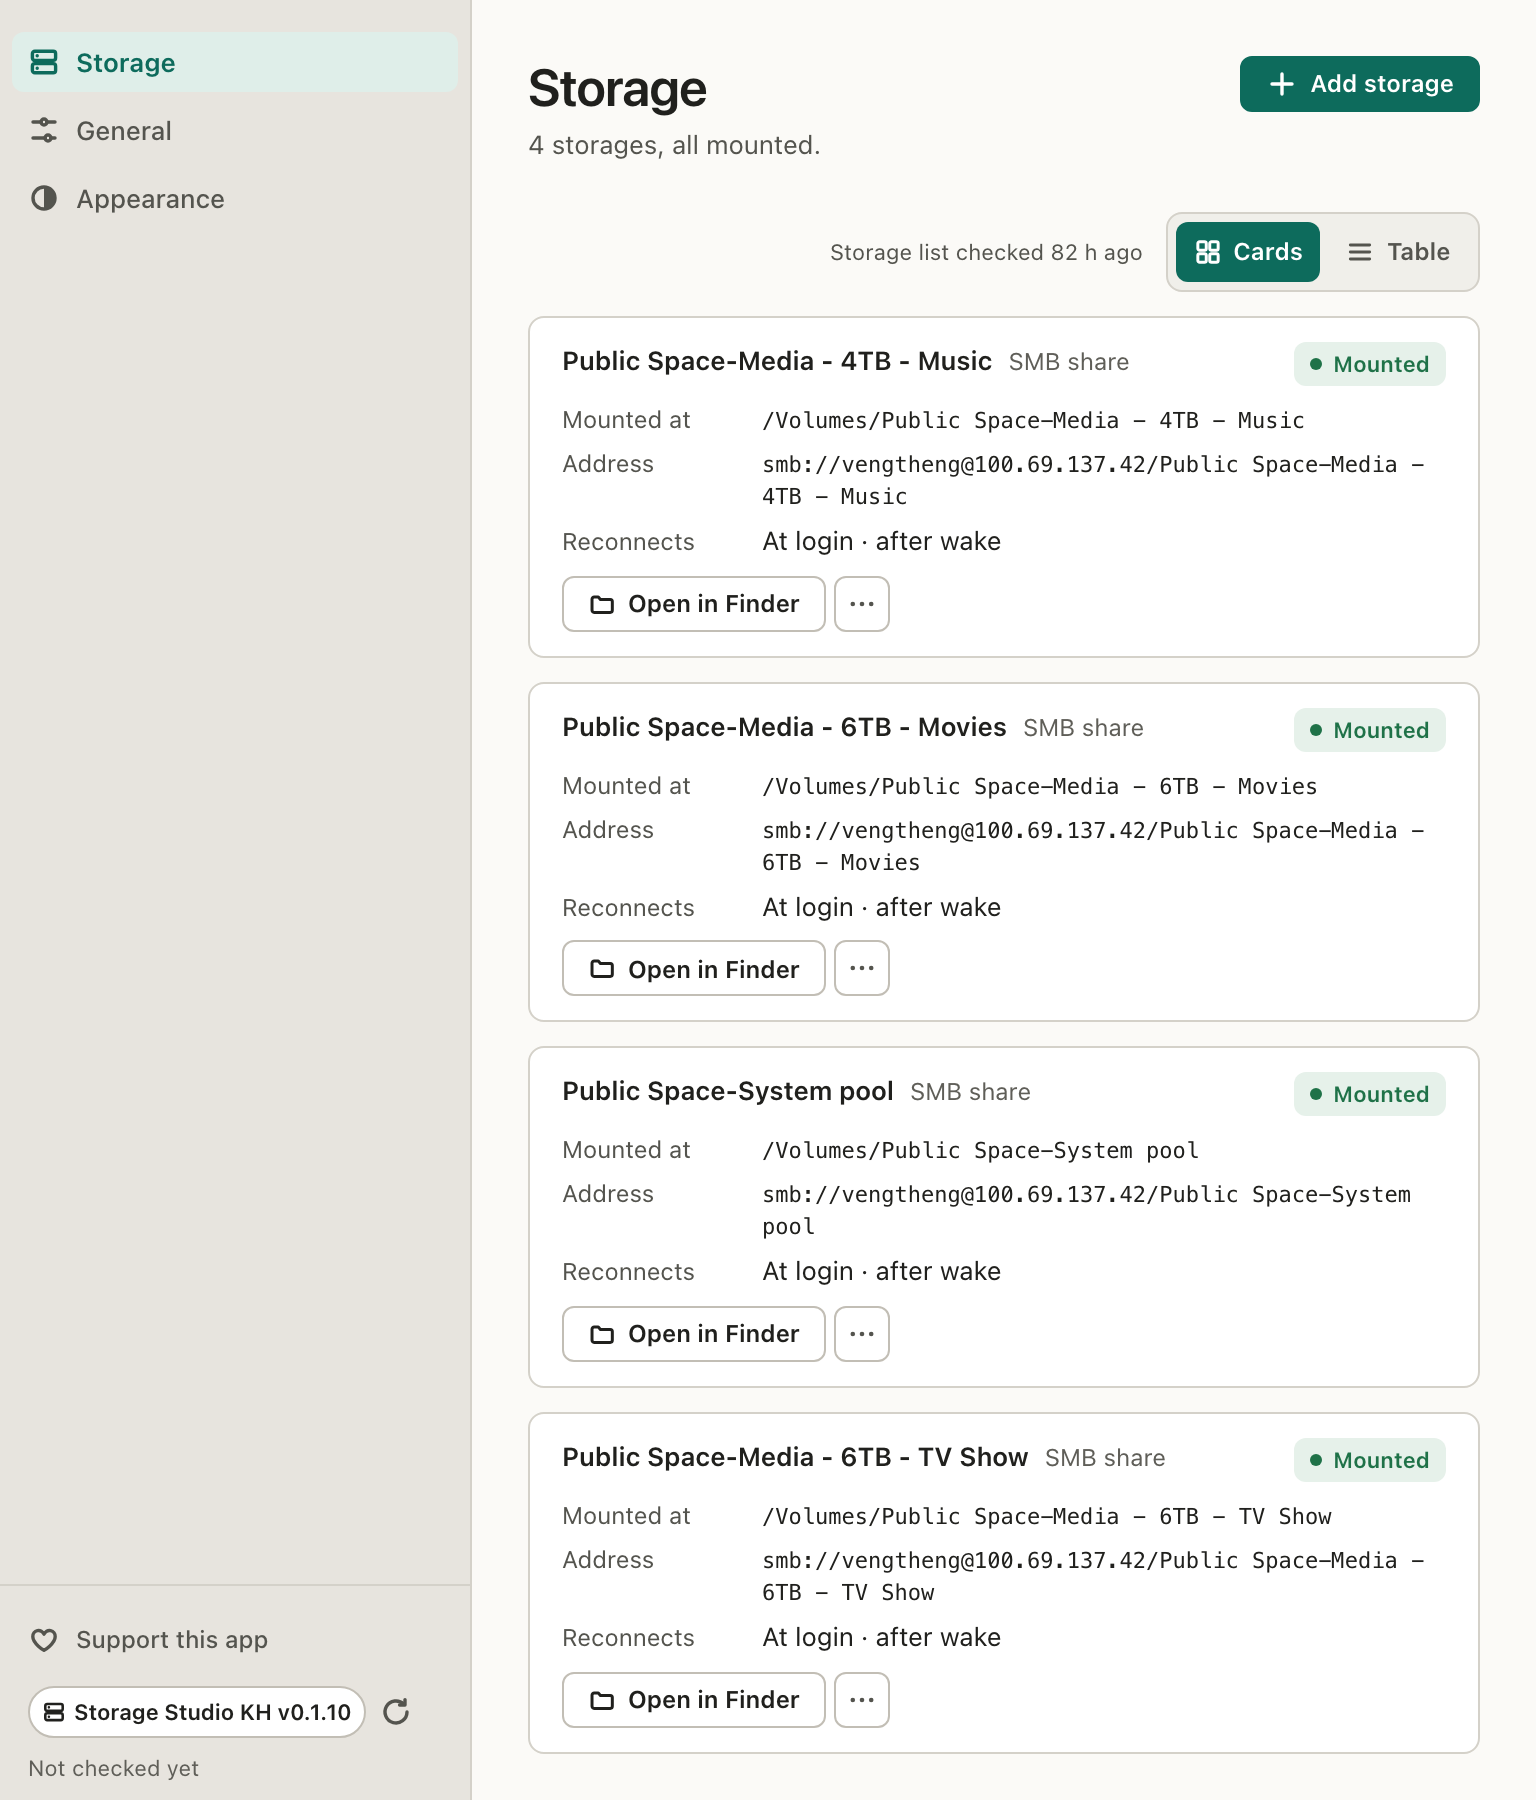 Storage
General
Appearance
Support this app
Storage Studio KH v0.1.10
Not checked yet
Storage
4 storages, all mounted.
Add storage
Storage list checked 82 h ago
Cards
Table
Public Space-Media - 4TB - Music SMB share
Mounted
Mounted at /Volumes/Public Space-Media - 4TB - Music
Address smb://vengtheng@100.69.137.42/Public Space-Media -
4TB - Music
Reconnects At login · after wake
Open in Finder
Public Space-Media - 6TB - Movies SMB share
Mounted
Mounted at /Volumes/Public Space-Media - 6TB - Movies
Address smb://vengtheng@100.69.137.42/Public Space-Media -
6TB - Movies
Reconnects At login · after wake
Open in Finder
Public Space-System pool SMB share
Mounted
Mounted at /Volumes/Public Space-System pool
Address smb://vengtheng@100.69.137.42/Public Space-System
pool
Reconnects At login · after wake
Open in Finder
Public Space-Media - 6TB - TV Show SMB share
Mounted
Mounted at /Volumes/Public Space-Media - 6TB - TV Show
Address smb://vengtheng@100.69.137.42/Public Space-Media -
6TB - TV Show
Reconnects At login · after wake
Open in Finder